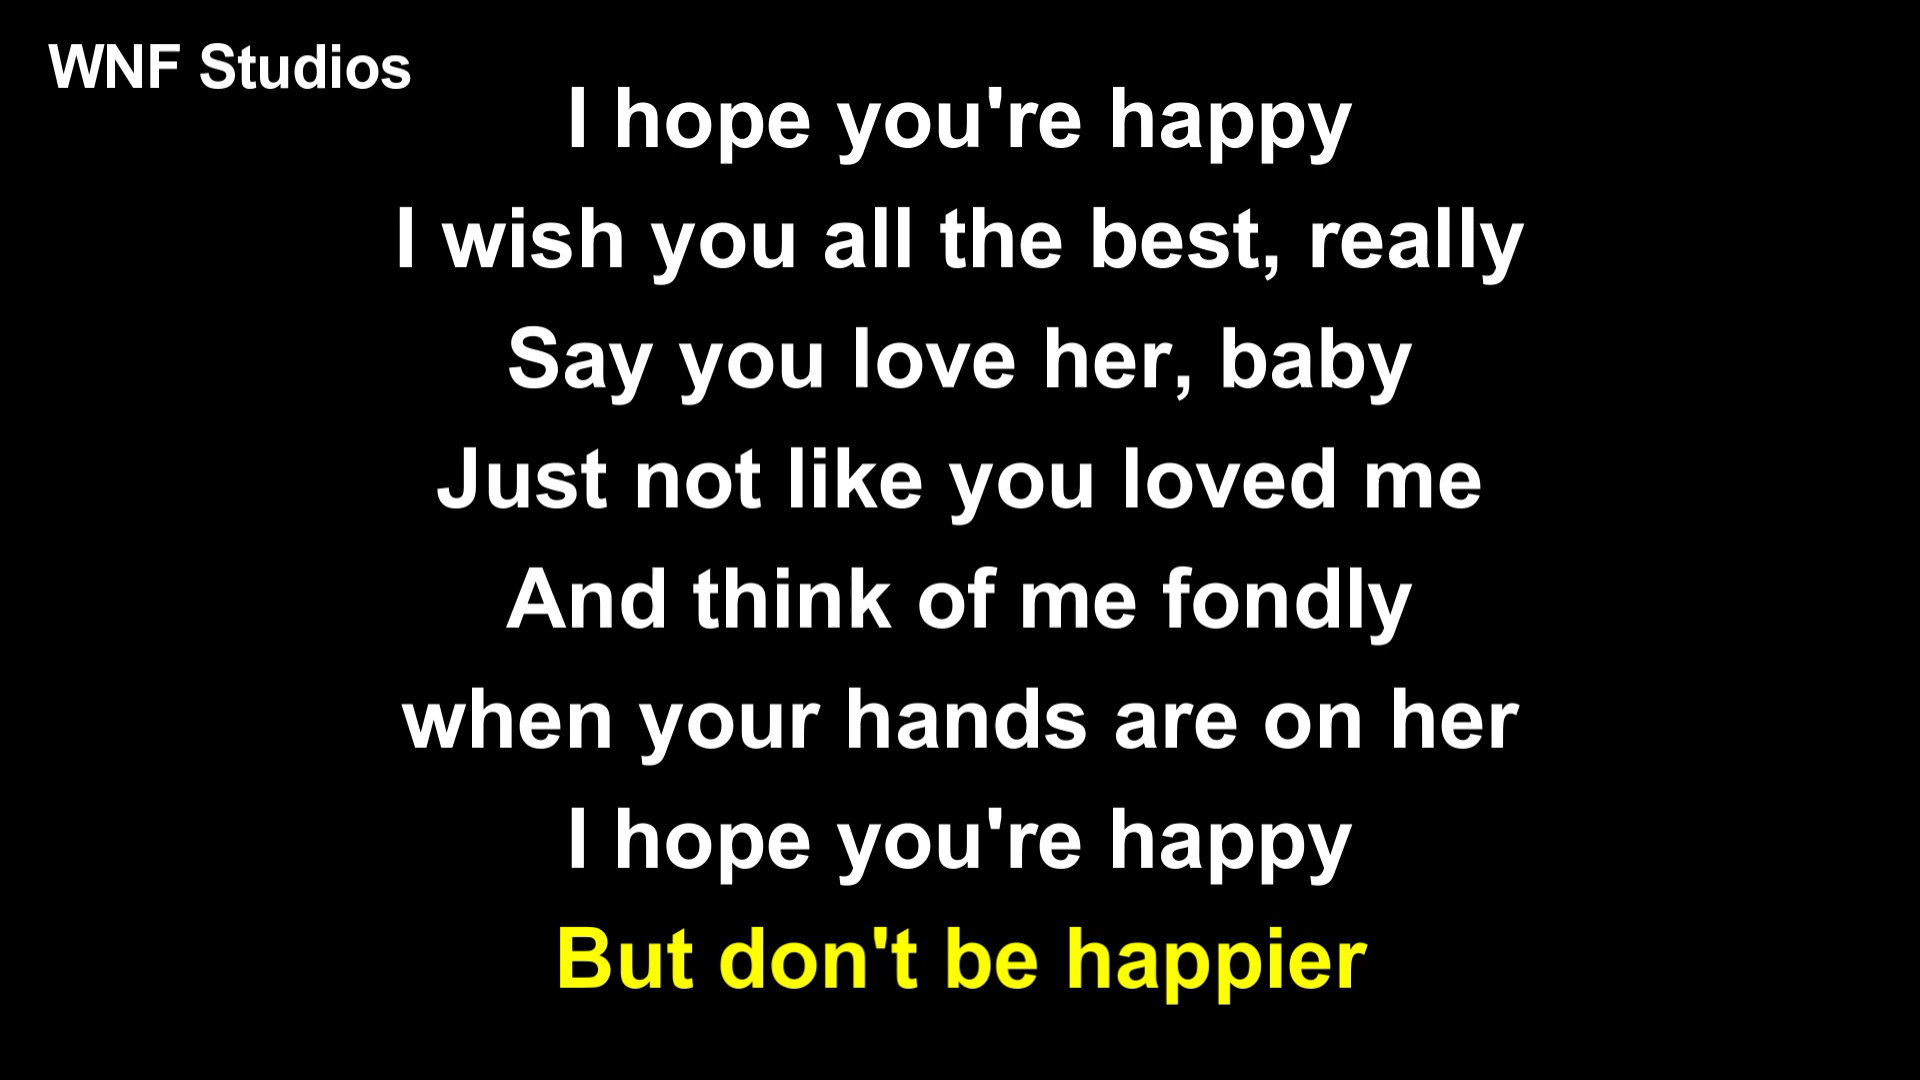 WNF Studios
I hope you're happy
I wish you all the best, really
Say you love her, baby
Just not like you loved me
And think of me fondly
when your hands are on her
I hope you're happy
But don't be happier